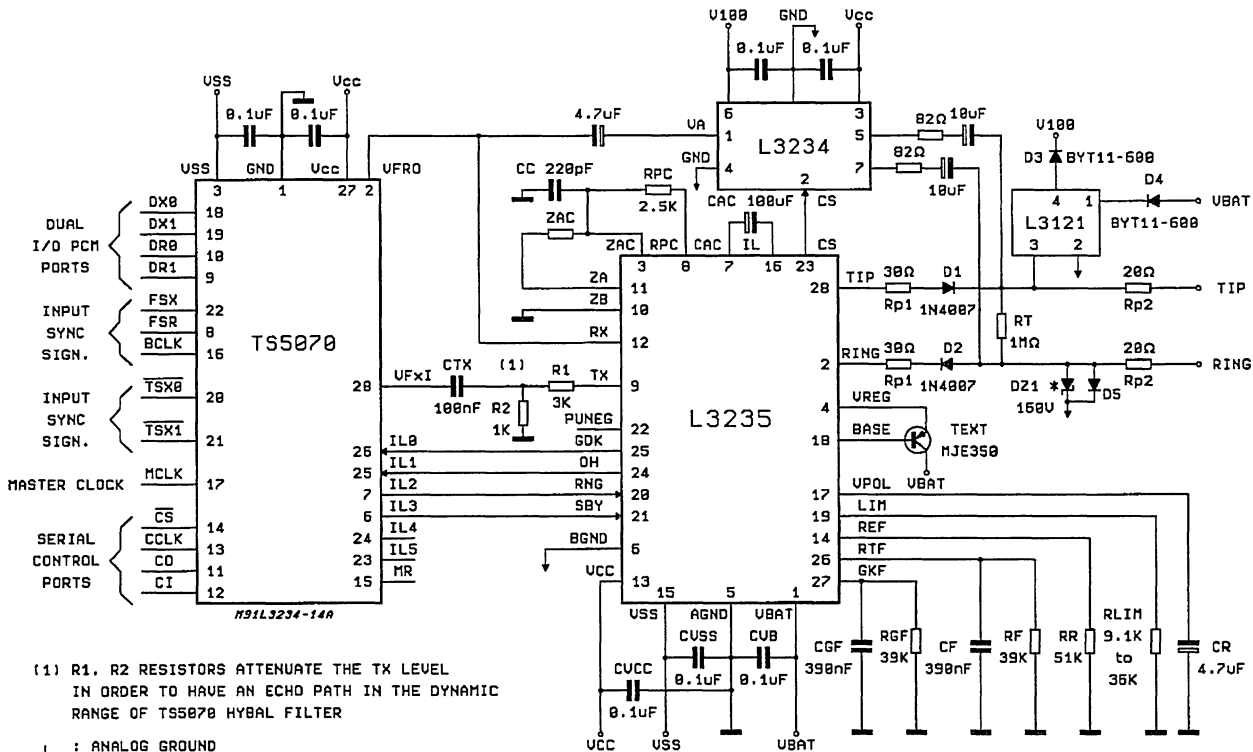 V100 GND Vcc
0.1uF 0.1uF
VSS Vcc
0.1uF 0.1uF
4.7uF VA
6 3
1 5
L3234
GND 4 7
2
82Ω 10uF
82Ω 10uF
V100
D3 BYT11-600
D4
VBAT
BYT11-600
4 1
L3121
3 2
CC 220pF
RPC
2.5K
CAC 100uF
CS
ZAC
ZAC RPC CAC IL CS
3 8 7 16 23
VSS GND Vcc VFRO
3 1 27 2
DUAL
I/O PCM
PORTS
DX0 18
DX1 19
DR0 10
DR1 9
INPUT
SYNC
SIGN.
FSX 22
FSR 8
BCLK 16
INPUT
SYNC
SIGN.
TSX0 20
TSX1 21
MASTER CLOCK MCLK 17
SERIAL
CONTROL
PORTS
CS 14
CCLK 13
CO 11
CI 12
TS5070
M91L3234-14A
28 VFxI
CTX
100nF
(1)
R1
3K
R2
1K
26 IL0
25 IL1
7 IL2
6 IL3
24 IL4
23 IL5
15 MR
ZA 11
ZB 10
RX 12
TX 9
PUNEG 22
GDK 25
OH 24
RNG 20
SBY 21
BGND 6
VCC 13
L3235
VSS AGND VBAT
15 5 1
28 TIP
30Ω
Rp1
D1
1N4007
20Ω
Rp2
TIP
RT
1MΩ
2 RING
30Ω
Rp1
D2
1N4007
20Ω
Rp2
RING
DZ1 *
150V
D5
4 VREG
18 BASE
TEXT
MJE350
VBAT
17 VPOL
19 LIM
14 REF
26 RTF
27 GKF
CGF
390nF
RGF
39K
CF
390nF
RF
39K
RR
51K
RLIM
9.1K
to
36K
CR
4.7uF
CVSS
0.1uF
CVB
0.1uF
CVCC
0.1uF
VCC VSS VBAT
(1) R1. R2 RESISTORS ATTENUATE THE TX LEVEL
IN ORDER TO HAVE AN ECHO PATH IN THE DYNAMIC
RANGE OF TS5070 HYBAL FILTER
: ANALOG GROUND